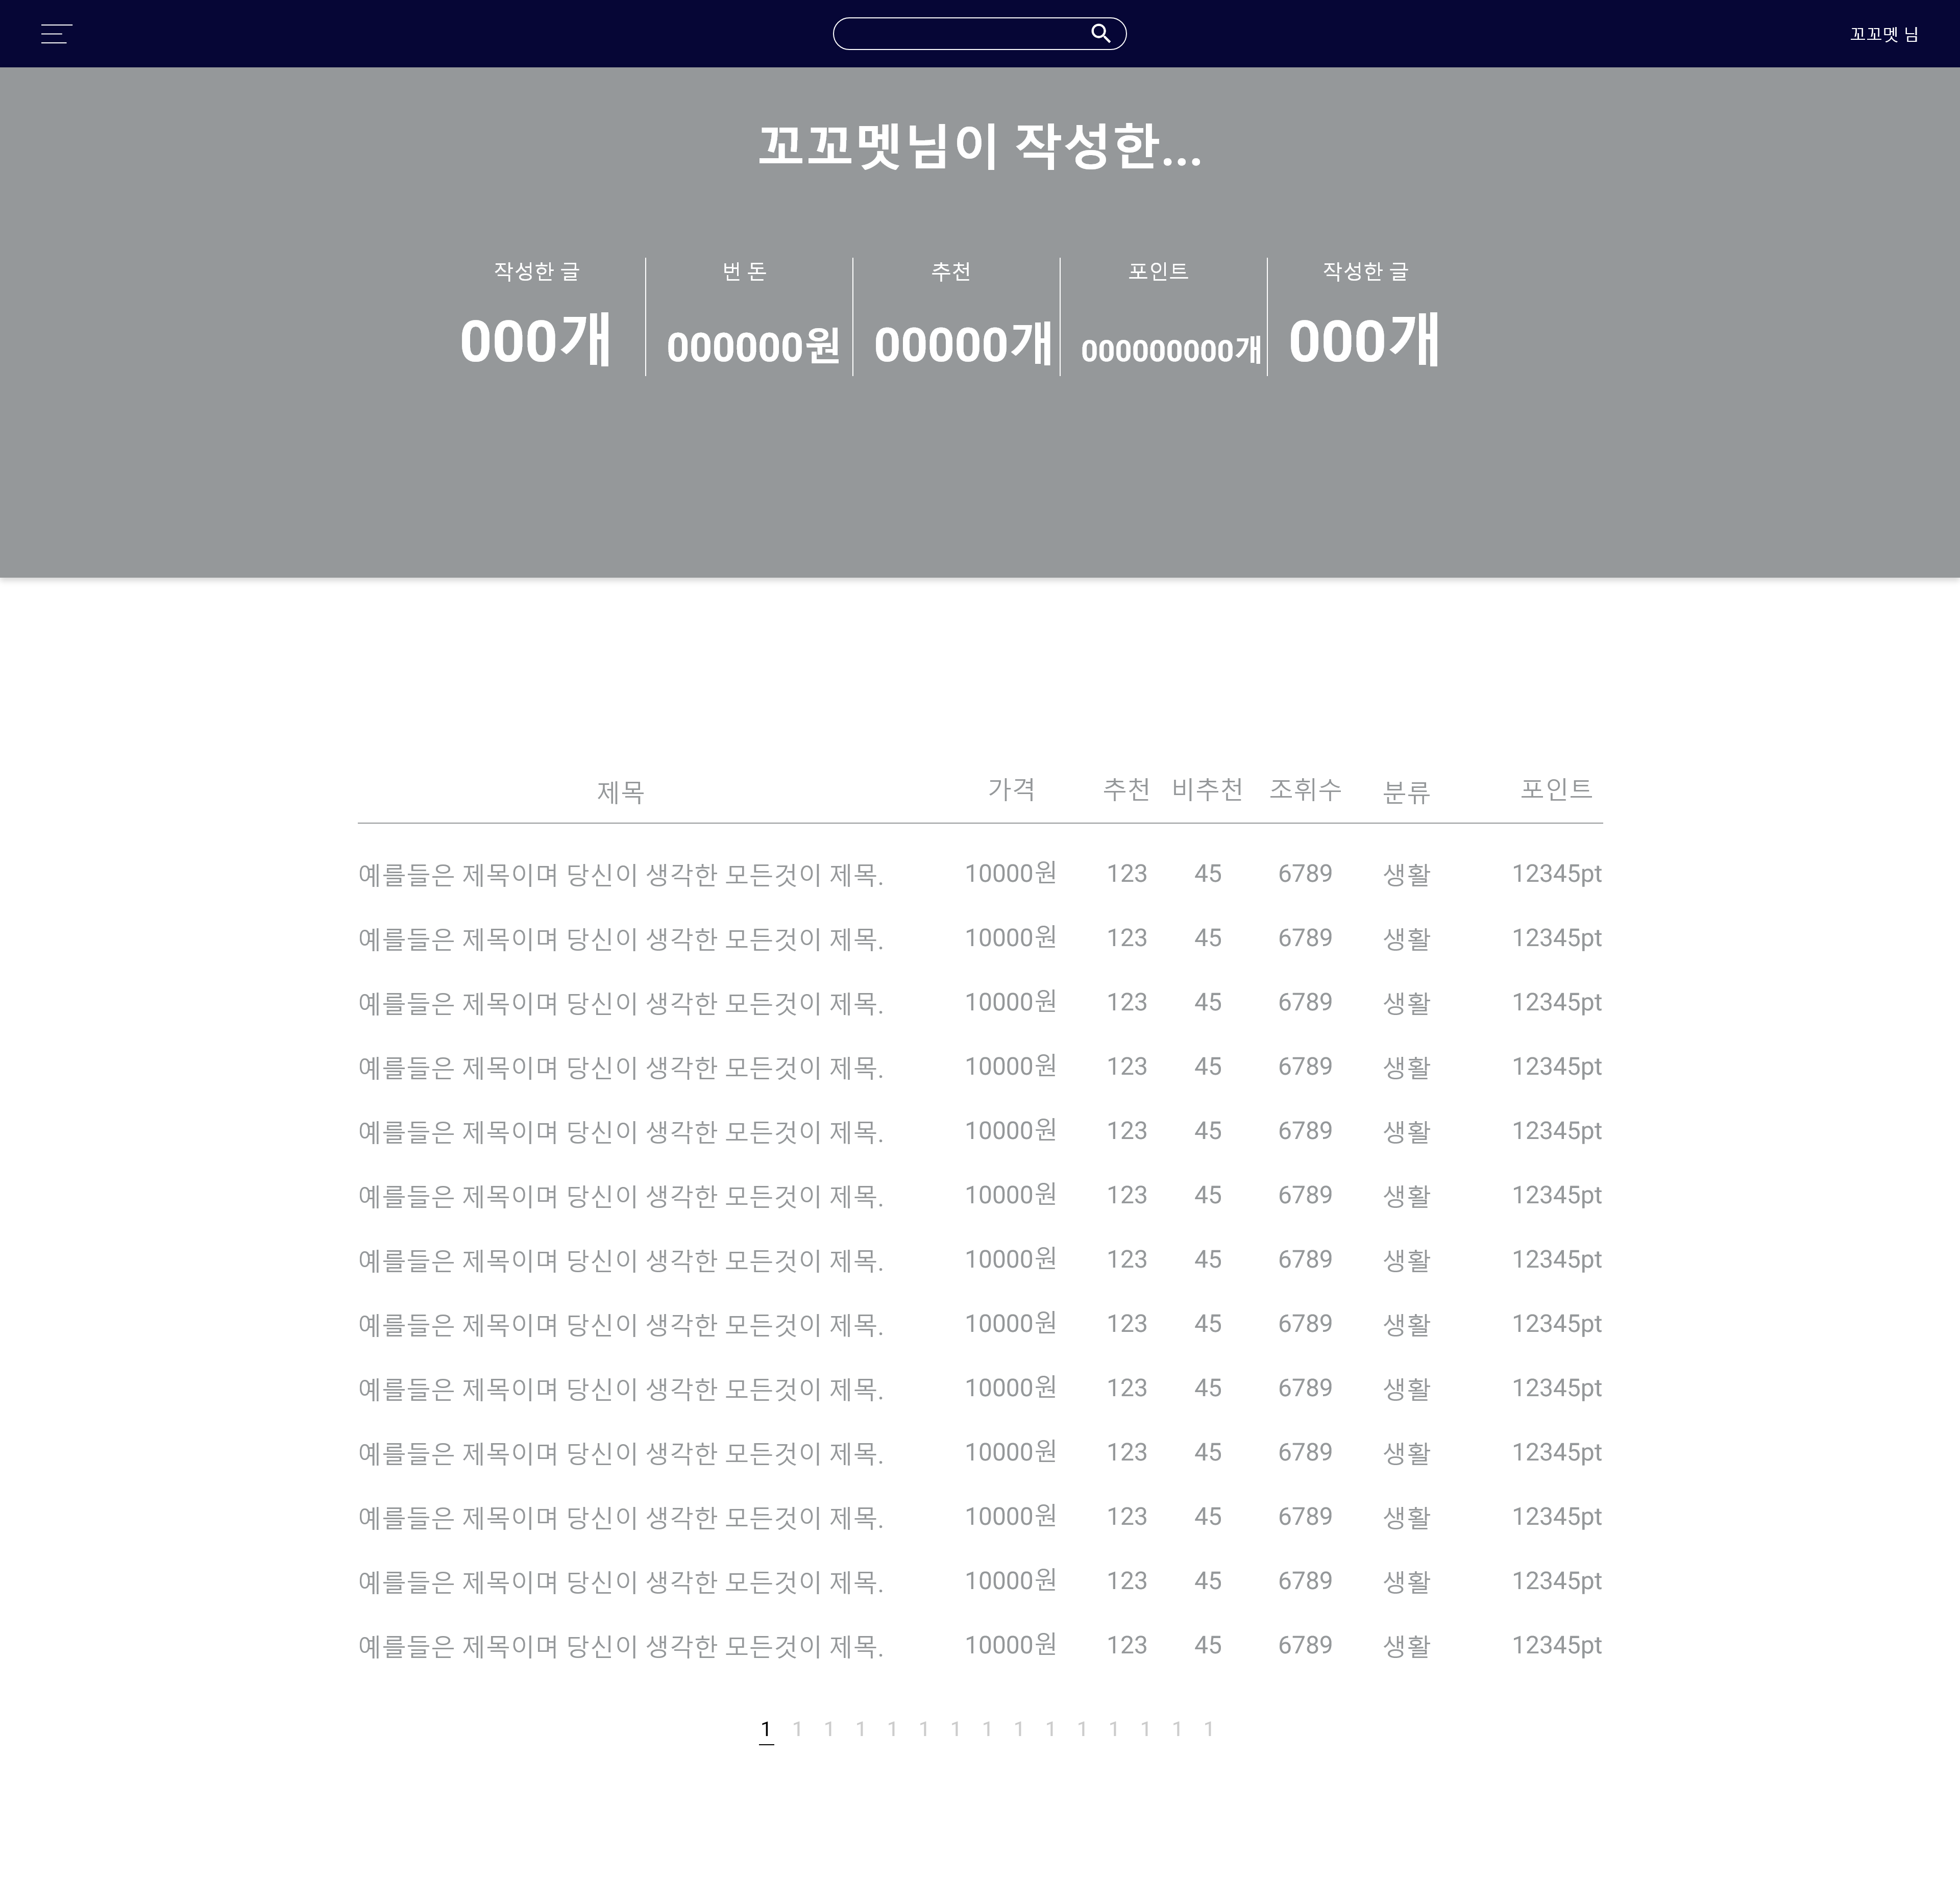 꼬꼬멧 님
꼬꼬멧님이 작성한...
작성한 글 번 돈 추천 포인트 작성한 글
000개 000000원 00000개 000000000개 000개
제목 가격 추천 비추천 조휘수 분류 포인트
예를들은 제목이며 당신이 생각한 모든것이 제목. 10000원 123 45 6789 생활 12345pt
예를들은 제목이며 당신이 생각한 모든것이 제목. 10000원 123 45 6789 생활 12345pt
예를들은 제목이며 당신이 생각한 모든것이 제목. 10000원 123 45 6789 생활 12345pt
예를들은 제목이며 당신이 생각한 모든것이 제목. 10000원 123 45 6789 생활 12345pt
예를들은 제목이며 당신이 생각한 모든것이 제목. 10000원 123 45 6789 생활 12345pt
예를들은 제목이며 당신이 생각한 모든것이 제목. 10000원 123 45 6789 생활 12345pt
예를들은 제목이며 당신이 생각한 모든것이 제목. 10000원 123 45 6789 생활 12345pt
예를들은 제목이며 당신이 생각한 모든것이 제목. 10000원 123 45 6789 생활 12345pt
예를들은 제목이며 당신이 생각한 모든것이 제목. 10000원 123 45 6789 생활 12345pt
예를들은 제목이며 당신이 생각한 모든것이 제목. 10000원 123 45 6789 생활 12345pt
예를들은 제목이며 당신이 생각한 모든것이 제목. 10000원 123 45 6789 생활 12345pt
예를들은 제목이며 당신이 생각한 모든것이 제목. 10000원 123 45 6789 생활 12345pt
예를들은 제목이며 당신이 생각한 모든것이 제목. 10000원 123 45 6789 생활 12345pt
1 1 1 1 1 1 1 1 1 1 1 1 1 1 1